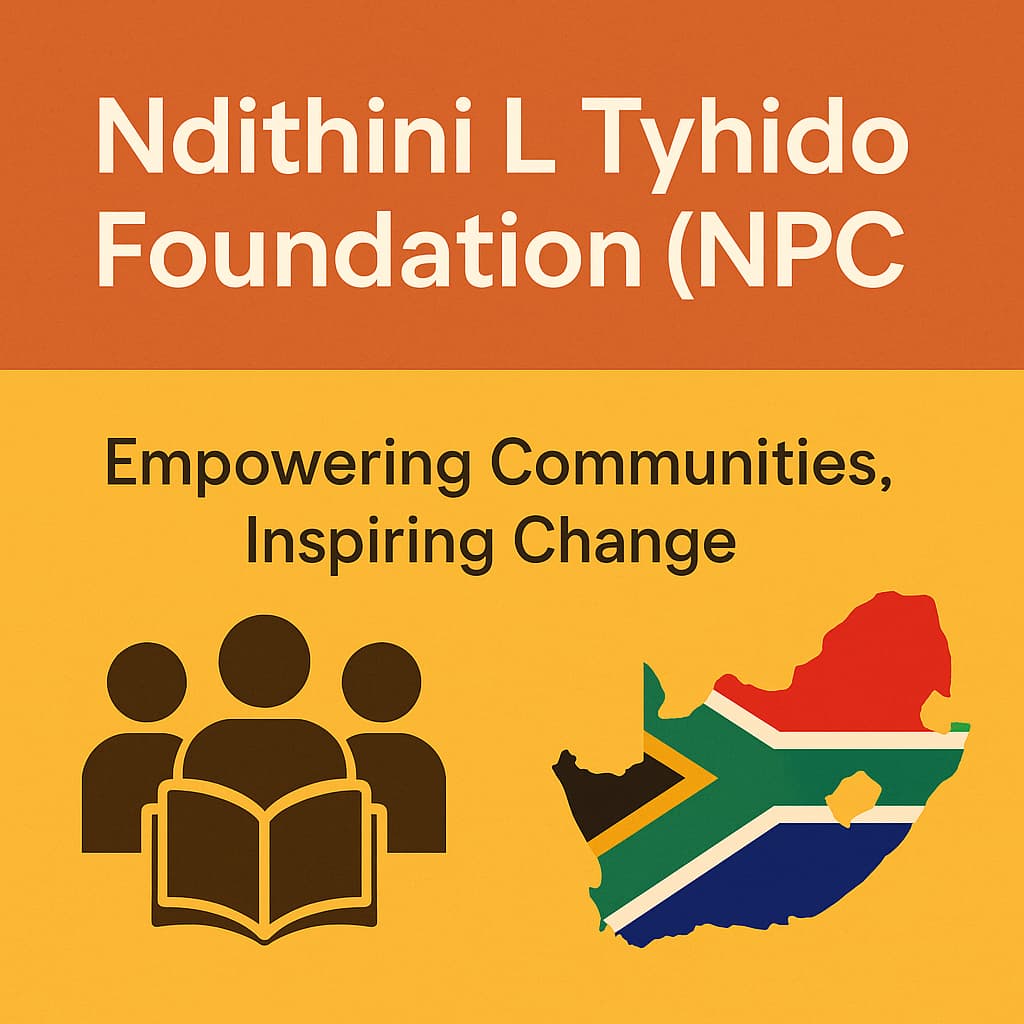 Ndithini L Tyhido
Foundation (NPC
Empowering Communities,
Inspiring Change